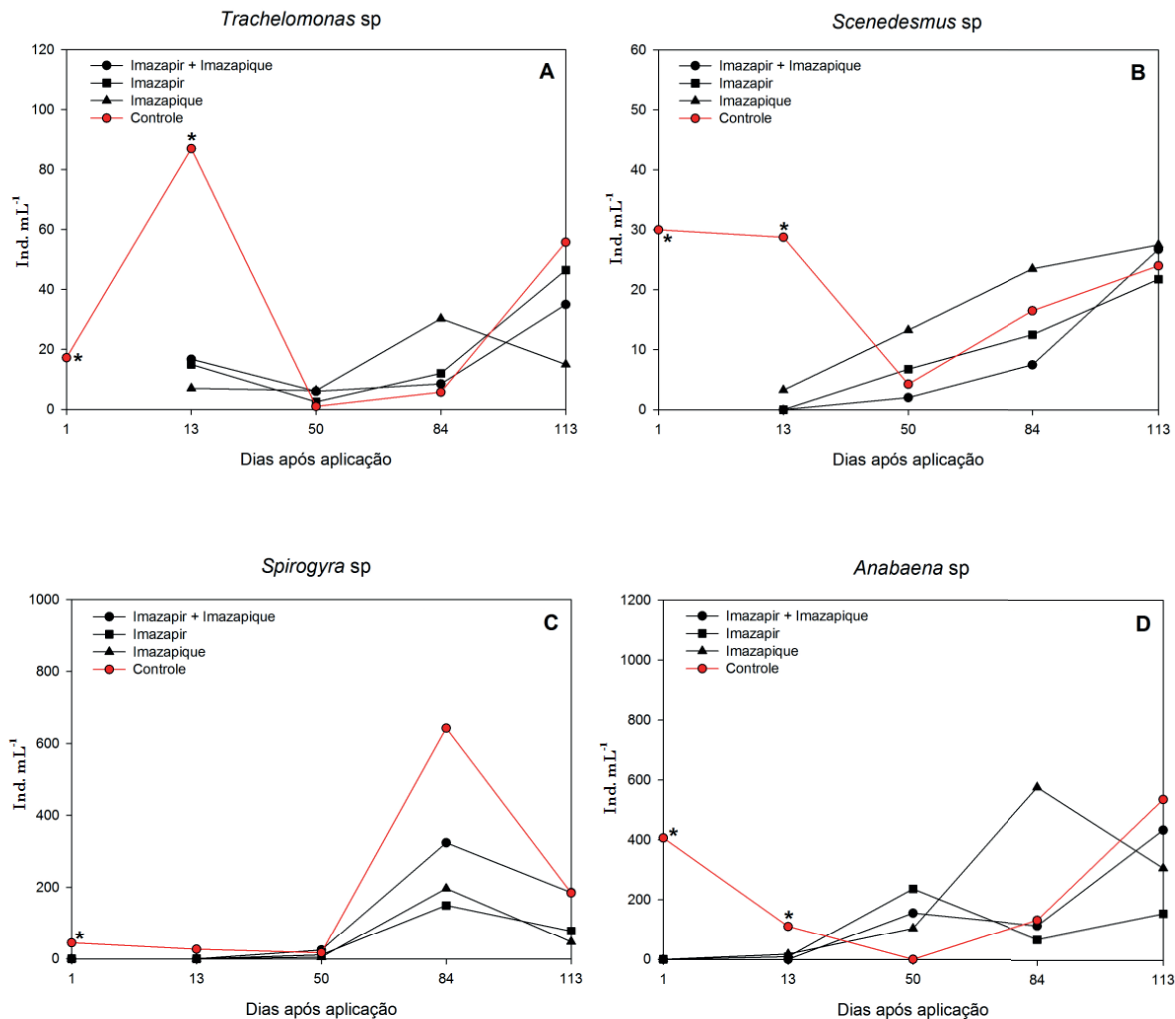 Trachelomonas sp
A
Imazapir + Imazapique
Imazapir
Imazapique
Controle
120
100
80
60
40
20
0
Ind. mL⁻¹
*
*
1 13 50 84 113
Dias após aplicação
Scenedesmus sp
B
Imazapir + Imazapique
Imazapir
Imazapique
Controle
60
50
40
30
20
10
0
Ind. mL⁻¹
*
*
1 13 50 84 113
Dias após aplicação
Spirogyra sp
C
Imazapir + Imazapique
Imazapir
Imazapique
Controle
1000
800
600
400
200
0
Ind. mL⁻¹
*
1 13 50 84 113
Dias após aplicação
Anabaena sp
D
Imazapir + Imazapique
Imazapir
Imazapique
Controle
1200
1000
800
600
400
200
0
Ind. mL⁻¹
*
*
1 13 50 84 113
Dias após aplicação